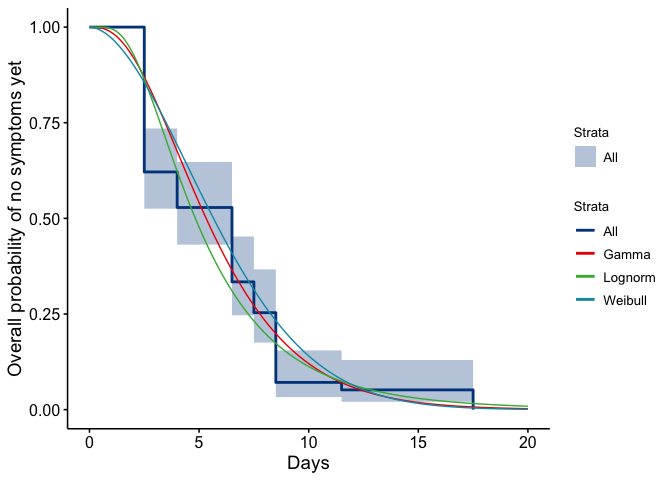 Overall probability of no symptoms yet
1.00
0.75
0.50
0.25
0.00
0
5
10
15
20
Days
Strata
All
Strata
All
Gamma
Lognorm
Weibull